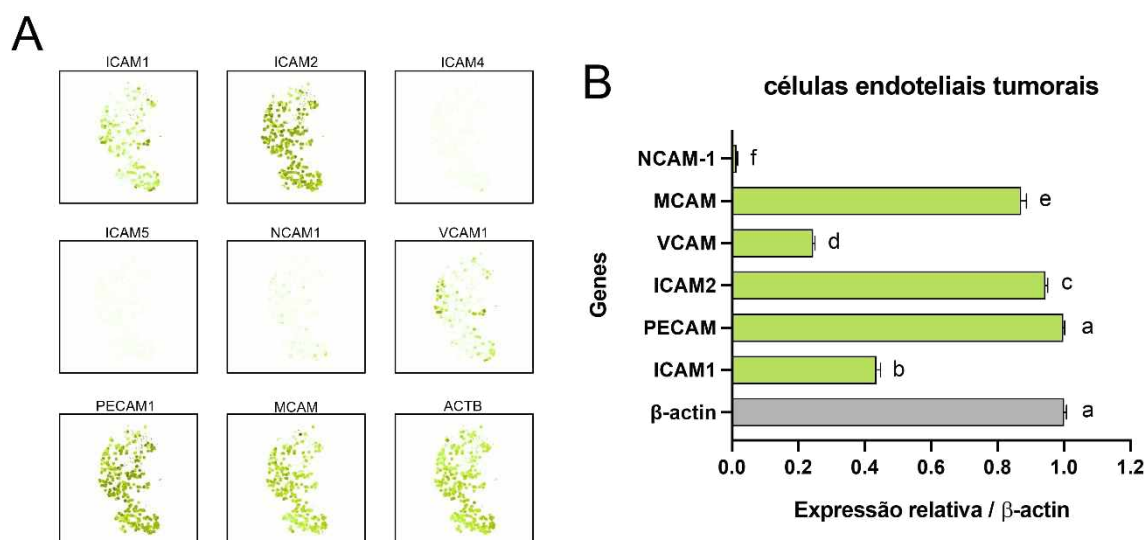 A
ICAM1
ICAM2
ICAM4
ICAM5
NCAM1
VCAM1
PECAM1
MCAM
ACTB
B
células endoteliais tumorais
Genes
NCAM-1
f
MCAM
e
VCAM
d
ICAM2
c
PECAM
a
ICAM1
b
β-actin
a
0.0 0.2 0.4 0.6 0.8 1.0 1.2
Expressão relativa / β-actin